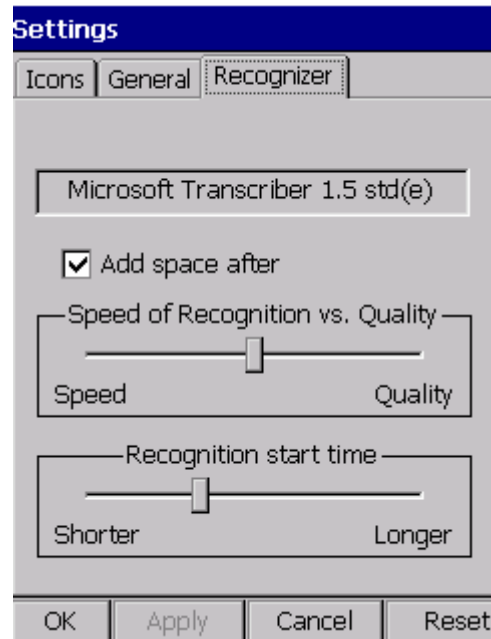 Settings
Icons General Recognizer
Microsoft Transcriber 1.5 std(e)
Add space after
Speed of Recognition vs. Quality
Speed Quality
Recognition start time
Shorter Longer
OK Apply Cancel Reset